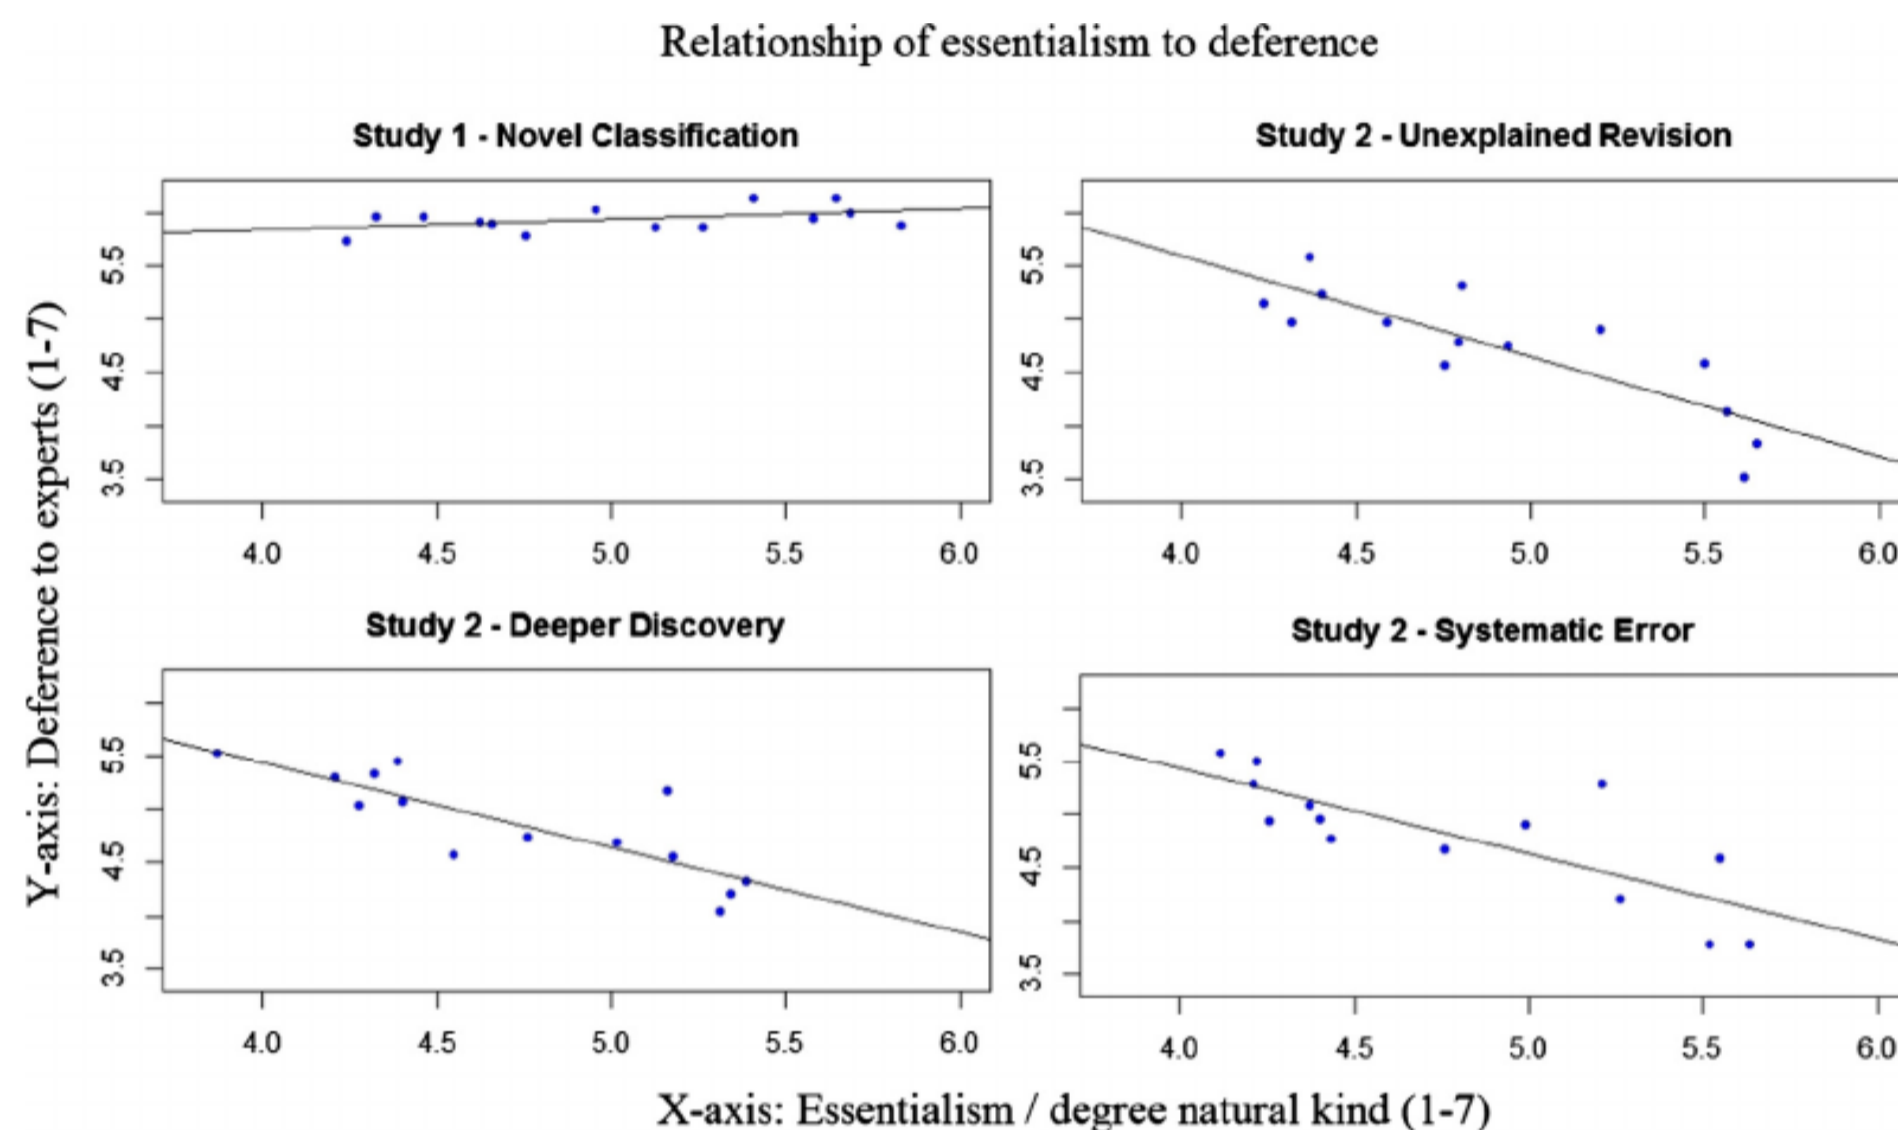 Relationship of essentialism to deference
Study 1 - Novel Classification
5.5
4.5
3.5
4.0 4.5 5.0 5.5 6.0
Study 2 - Unexplained Revision
5.5
4.5
3.5
4.0 4.5 5.0 5.5 6.0
Y-axis: Deference to experts (1-7)
Study 2 - Deeper Discovery
5.5
4.5
3.5
4.0 4.5 5.0 5.5 6.0
Study 2 - Systematic Error
5.5
4.5
3.5
4.0 4.5 5.0 5.5 6.0
X-axis: Essentialism / degree natural kind (1-7)